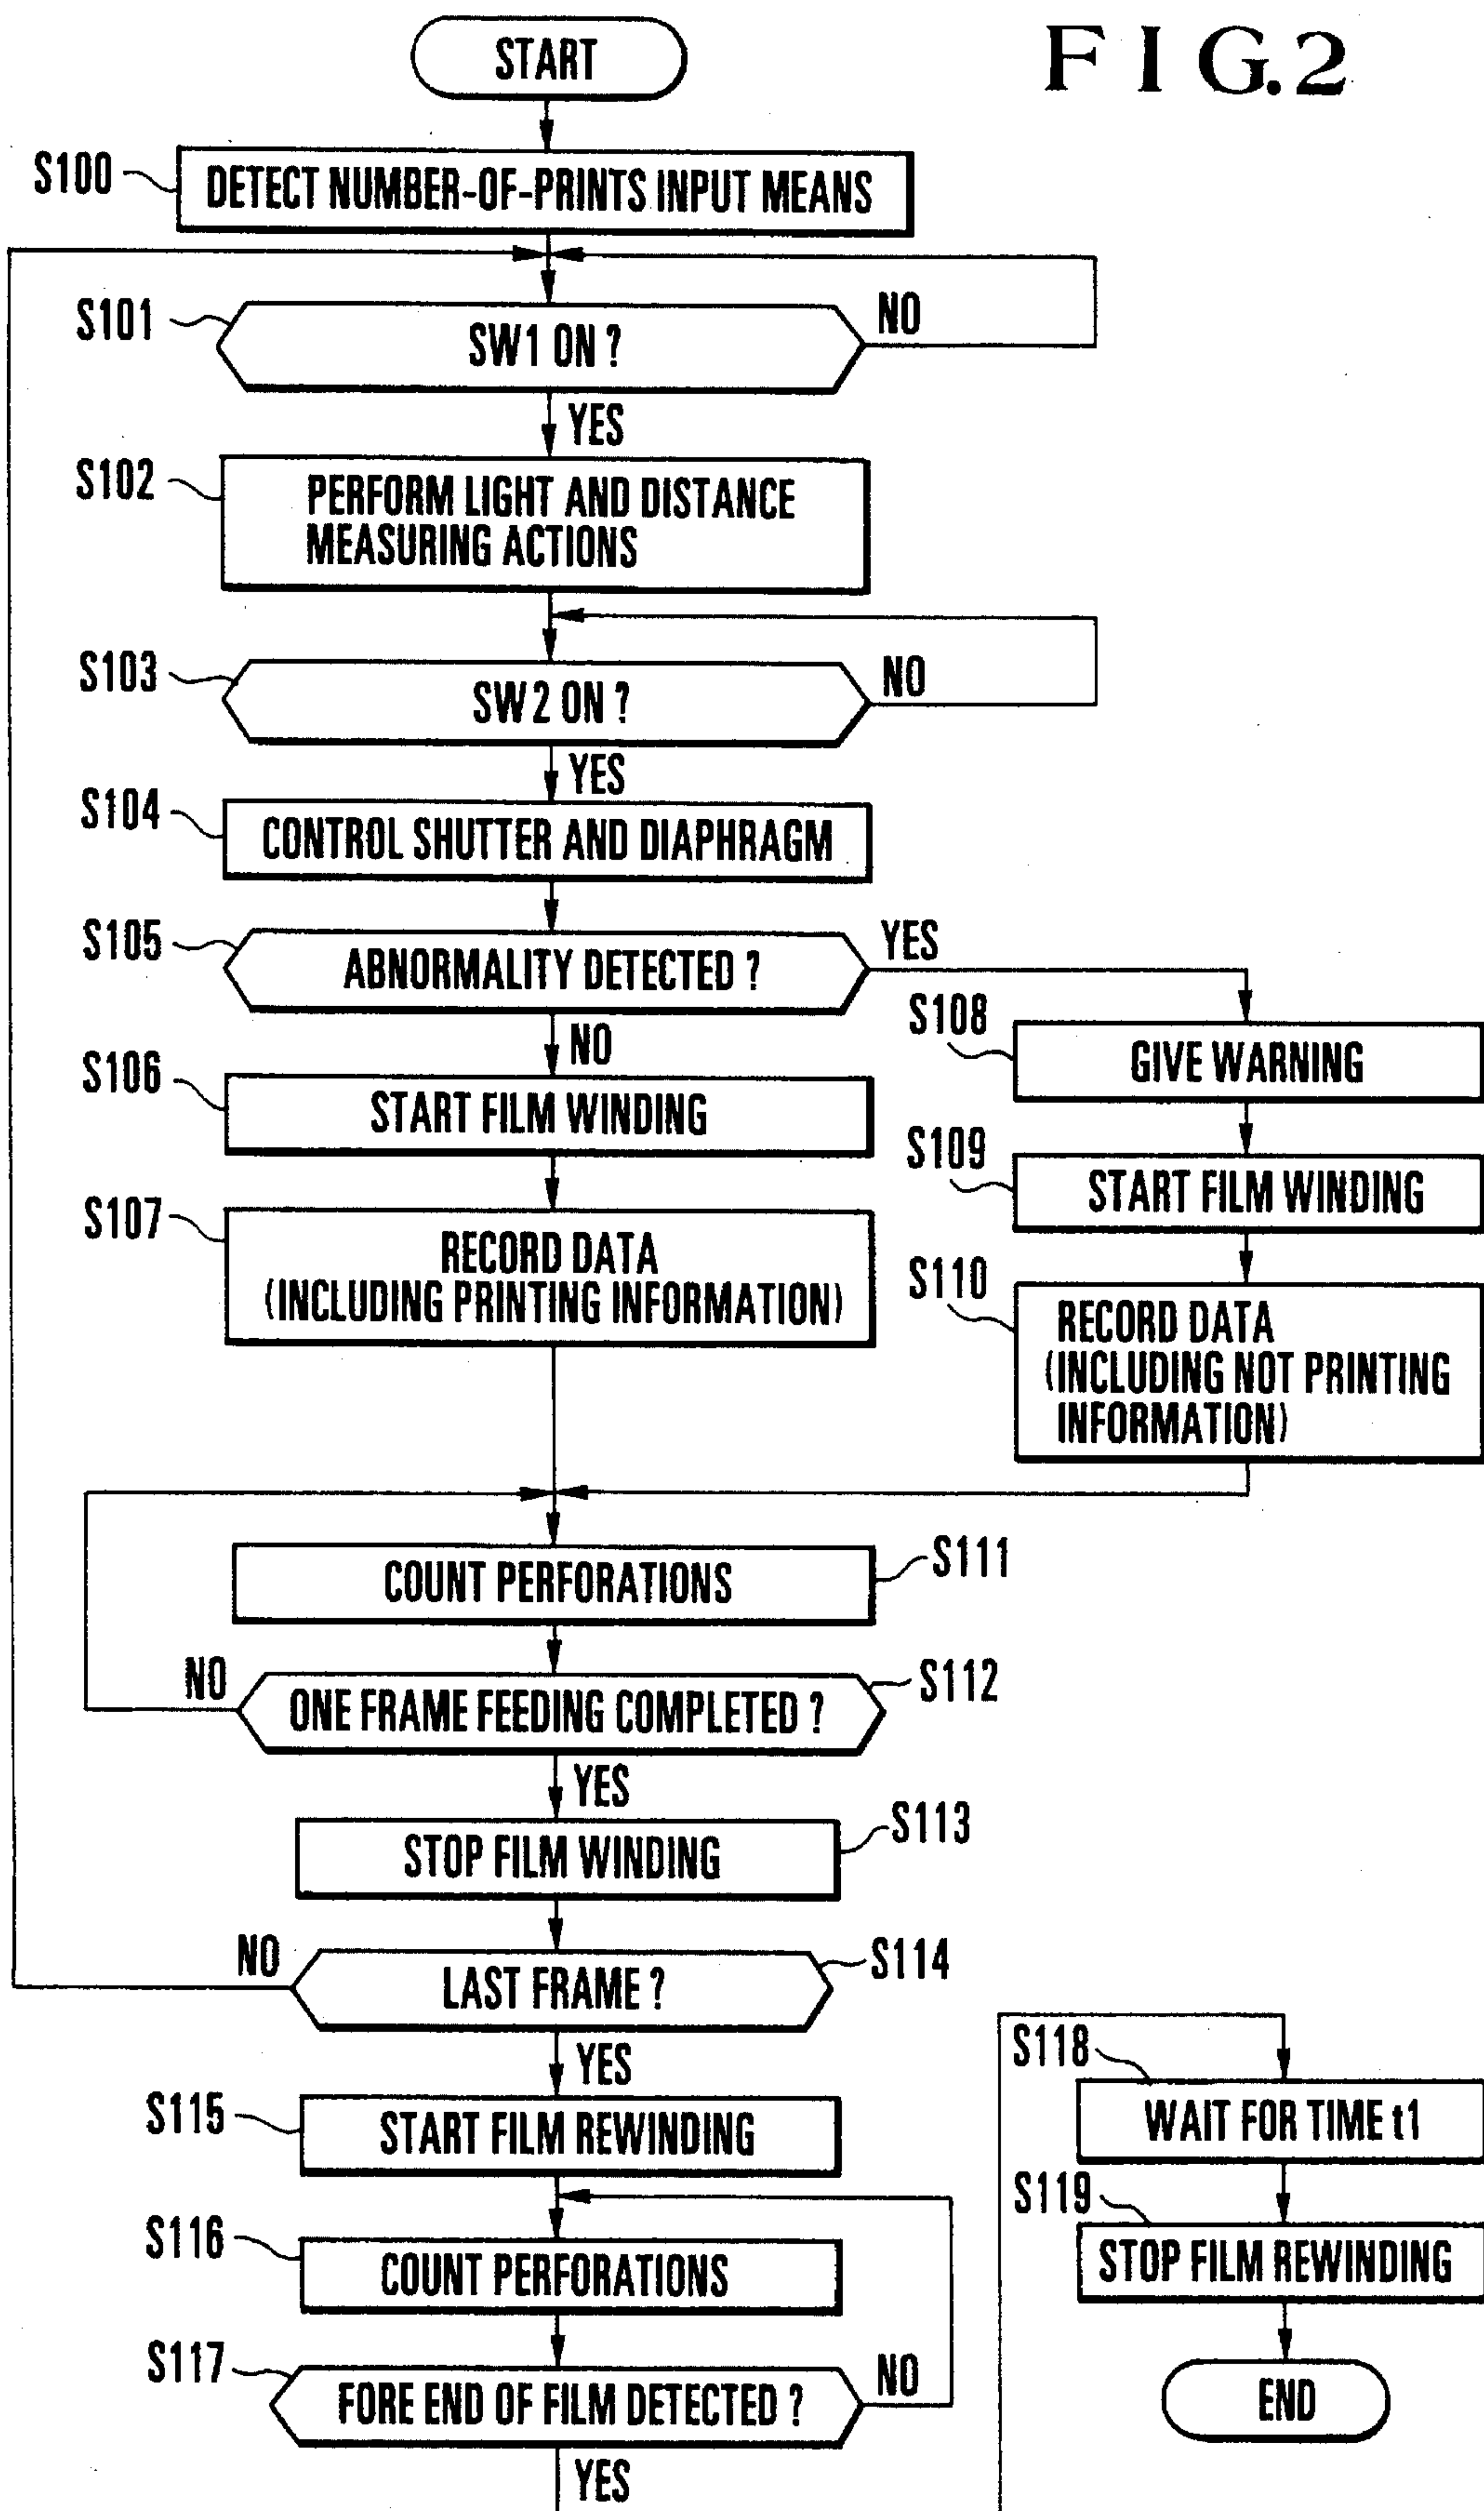 START
FIG.2
S100
DETECT NUMBER-OF-PRINTS INPUT MEANS
S101
SW1 ON ?
NO
YES
S102
PERFORM LIGHT AND DISTANCE
MEASURING ACTIONS
S103
SW2 ON ?
NO
YES
S104
CONTROL SHUTTER AND DIAPHRAGM
S105
ABNORMALITY DETECTED ?
YES
NO
S106
START FILM WINDING
S107
RECORD DATA
(INCLUDING PRINTING INFORMATION)
S108
GIVE WARNING
S109
START FILM WINDING
S110
RECORD DATA
(INCLUDING NOT PRINTING
INFORMATION)
COUNT PERFORATIONS
S111
NO
ONE FRAME FEEDING COMPLETED ?
S112
YES
STOP FILM WINDING
S113
NO
LAST FRAME ?
S114
YES
S115
START FILM REWINDING
S116
COUNT PERFORATIONS
S117
FORE END OF FILM DETECTED ?
NO
YES
S118
WAIT FOR TIME t1
S119
STOP FILM REWINDING
END